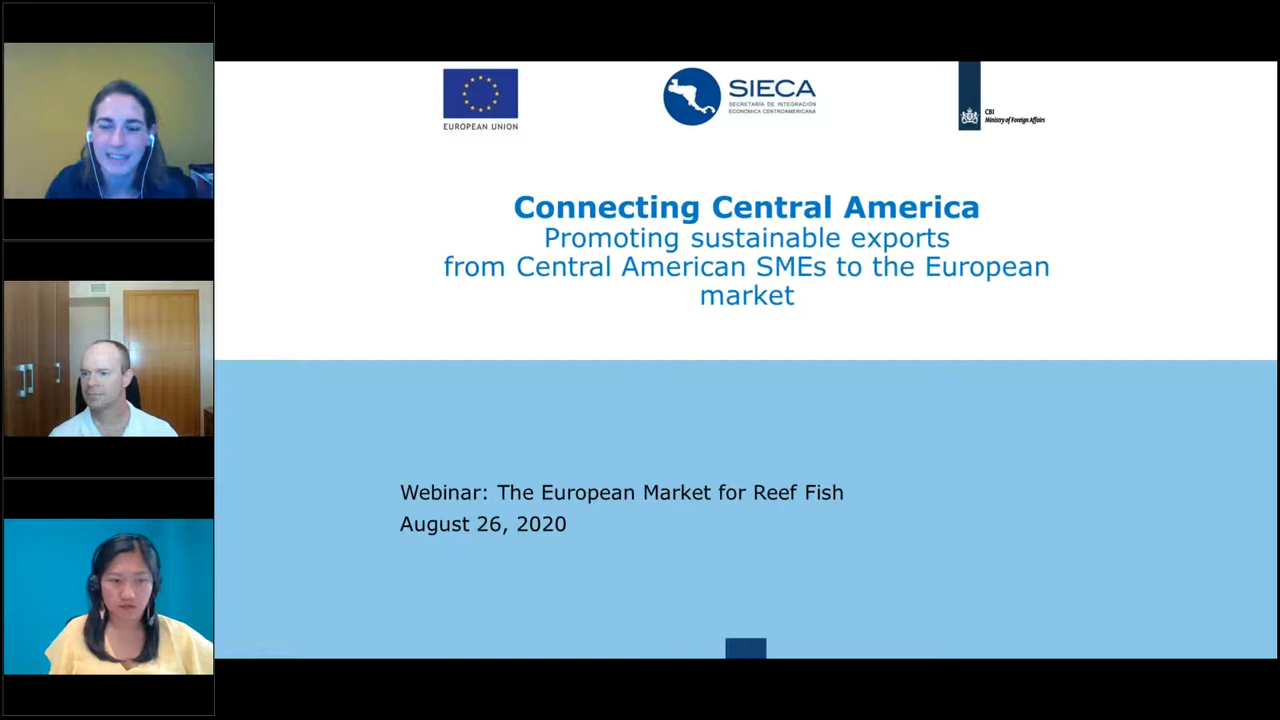 EUROPEAN UNION
SIECA
SECRETARÍA DE INTEGRACIÓN
ECONÓMICA CENTROAMERICANA
CBI
Ministry of Foreign Affairs
Connecting Central America
Promoting sustainable exports
from Central American SMEs to the European
market
Webinar: The European Market for Reef Fish
August 26, 2020